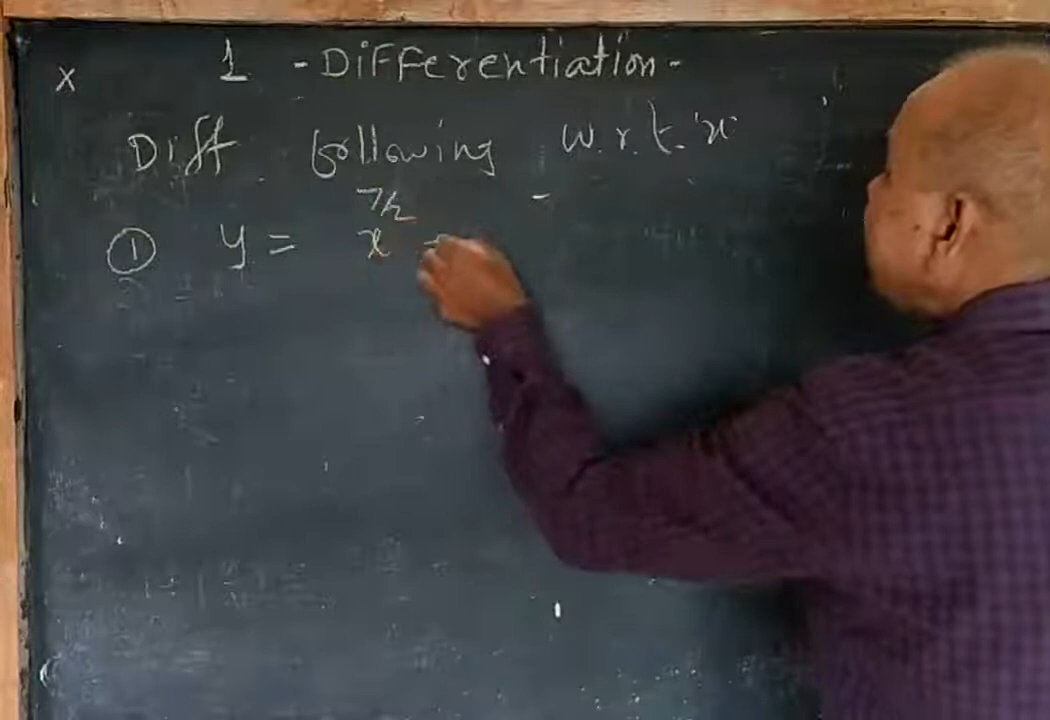 X 1 - Differentiation -
Diff following w.r.t. 'x'
① y = x^7/2 -